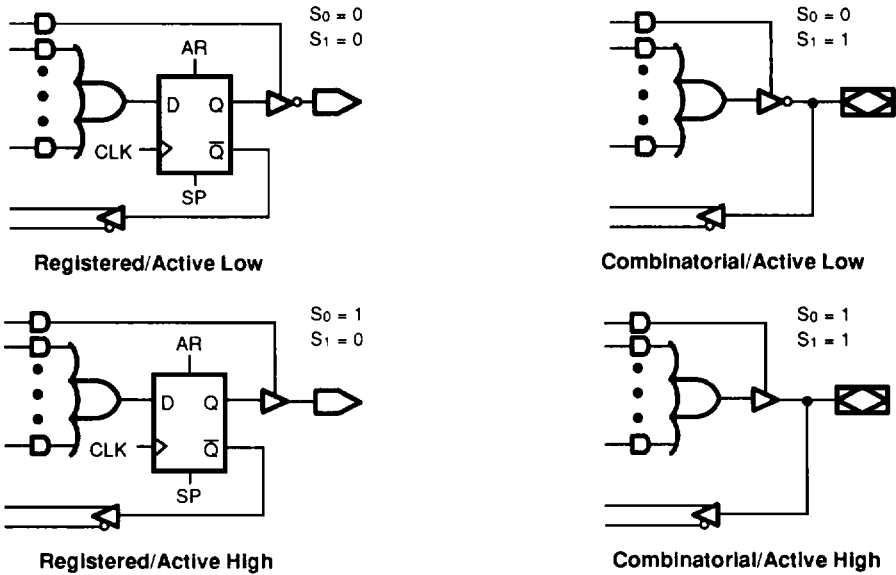 S0 = 0
S1 = 0
AR
D Q
CLK Q̅
SP
Registered/Active Low
S0 = 0
S1 = 1
Combinatorial/Active Low
S0 = 1
S1 = 0
AR
D Q
CLK Q̅
SP
Registered/Active High
S0 = 1
S1 = 1
Combinatorial/Active High